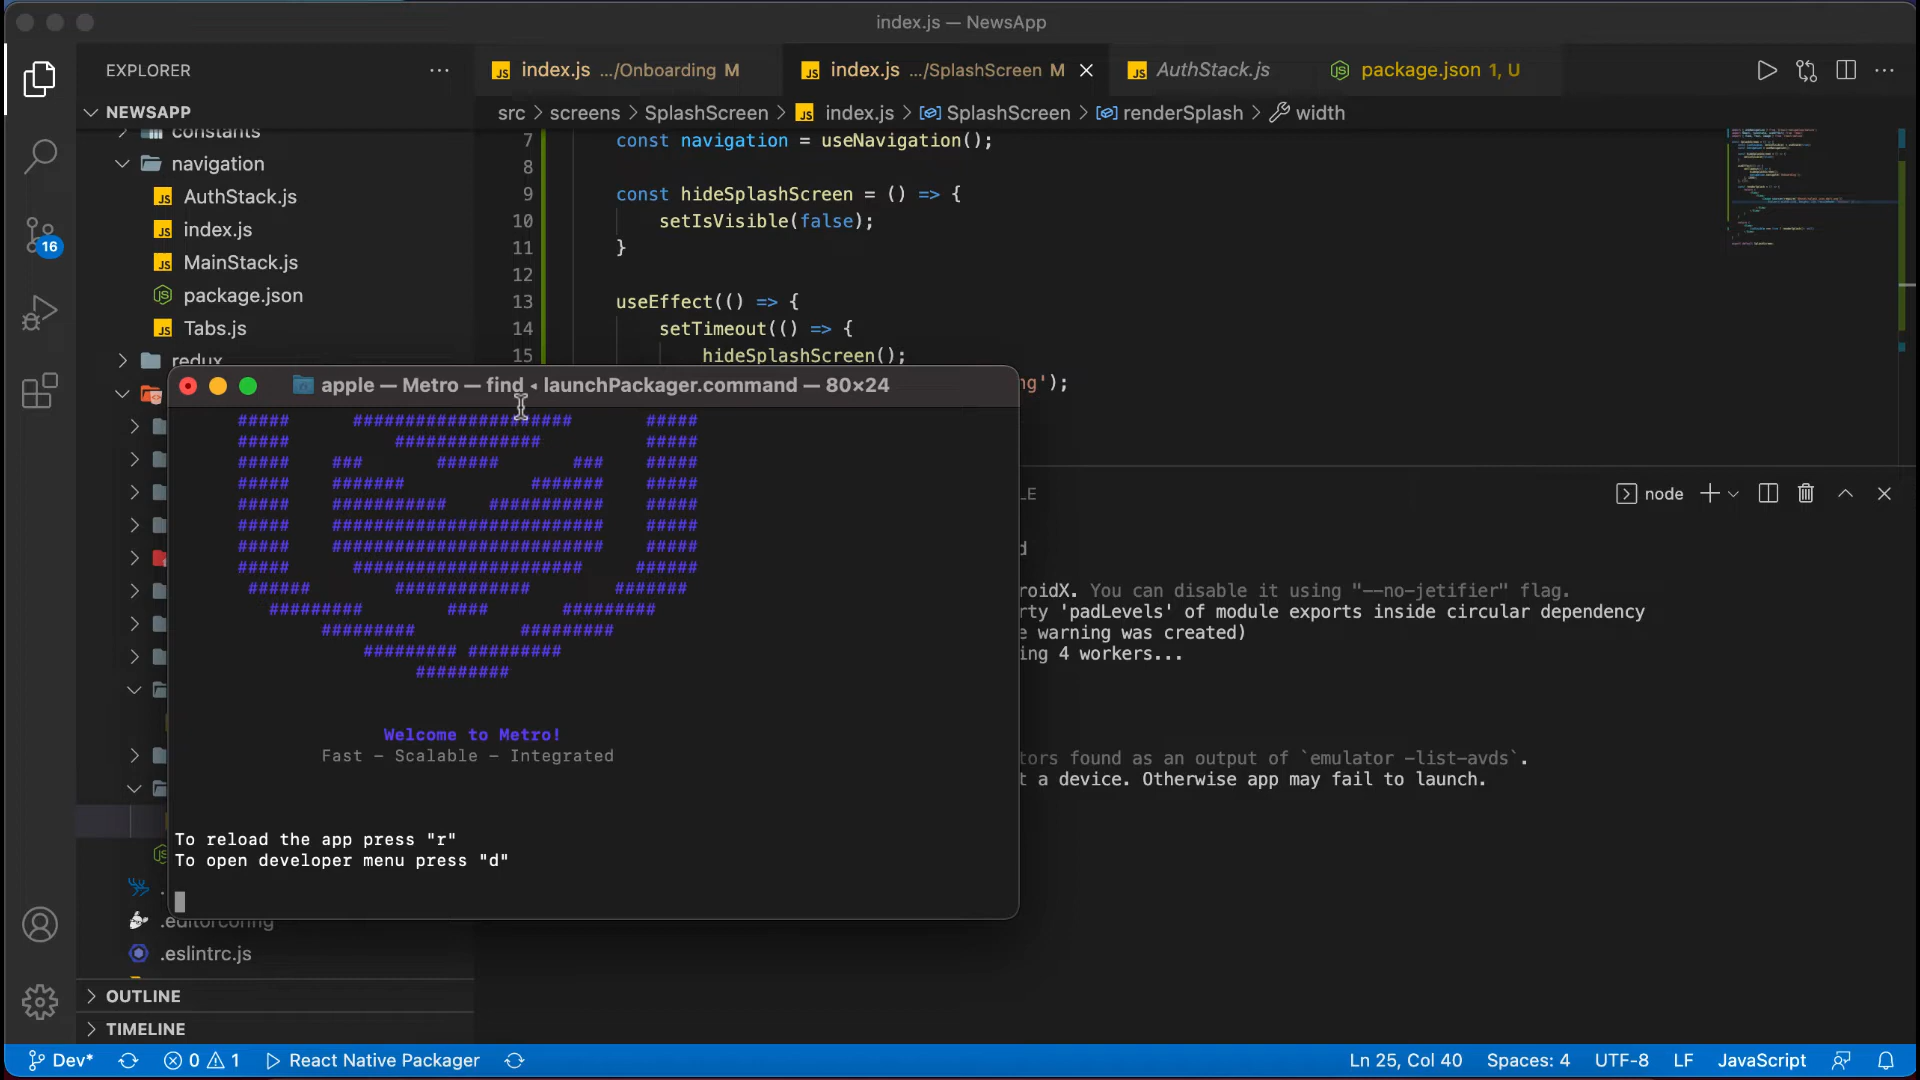 index.js — NewsApp
EXPLORER
index.js .../Onboarding M
index.js .../SplashScreen M
AuthStack.js
package.json 1, U
NEWSAPP
src > screens > SplashScreen > index.js > SplashScreen > renderSplash > width
constants
navigation
AuthStack.js
index.js
MainStack.js
package.json
Tabs.js
redux
7 const navigation = useNavigation();
8
9 const hideSplashScreen = () => {
10 setIsVisible(false);
11 }
12
13 useEffect(() => {
14 setTimeout(() => {
15 hideSplashScreen();
ng');
apple — Metro — find ◂ launchPackager.command — 80×24
##### ##################### #####
##### ############## #####
##### ### ###### ### #####
##### ####### ####### #####
##### ########### ########### #####
##### ########################## #####
##### ########################## #####
##### ###################### ######
###### ############# #######
######### #### #########
######### #########
######### #########
#########
Welcome to Metro!
Fast – Scalable – Integrated
To reload the app press "r"
To open developer menu press "d"
LE
node
d
roidX. You can disable it using "--no-jetifier" flag.
rty 'padLevels' of module exports inside circular dependency
e warning was created)
ing 4 workers...
tors found as an output of `emulator -list-avds`.
t a device. Otherwise app may fail to launch.
.editorconfig
.eslintrc.js
OUTLINE
TIMELINE
16
Dev* 0 1 React Native Packager Ln 25, Col 40 Spaces: 4 UTF-8 LF JavaScript